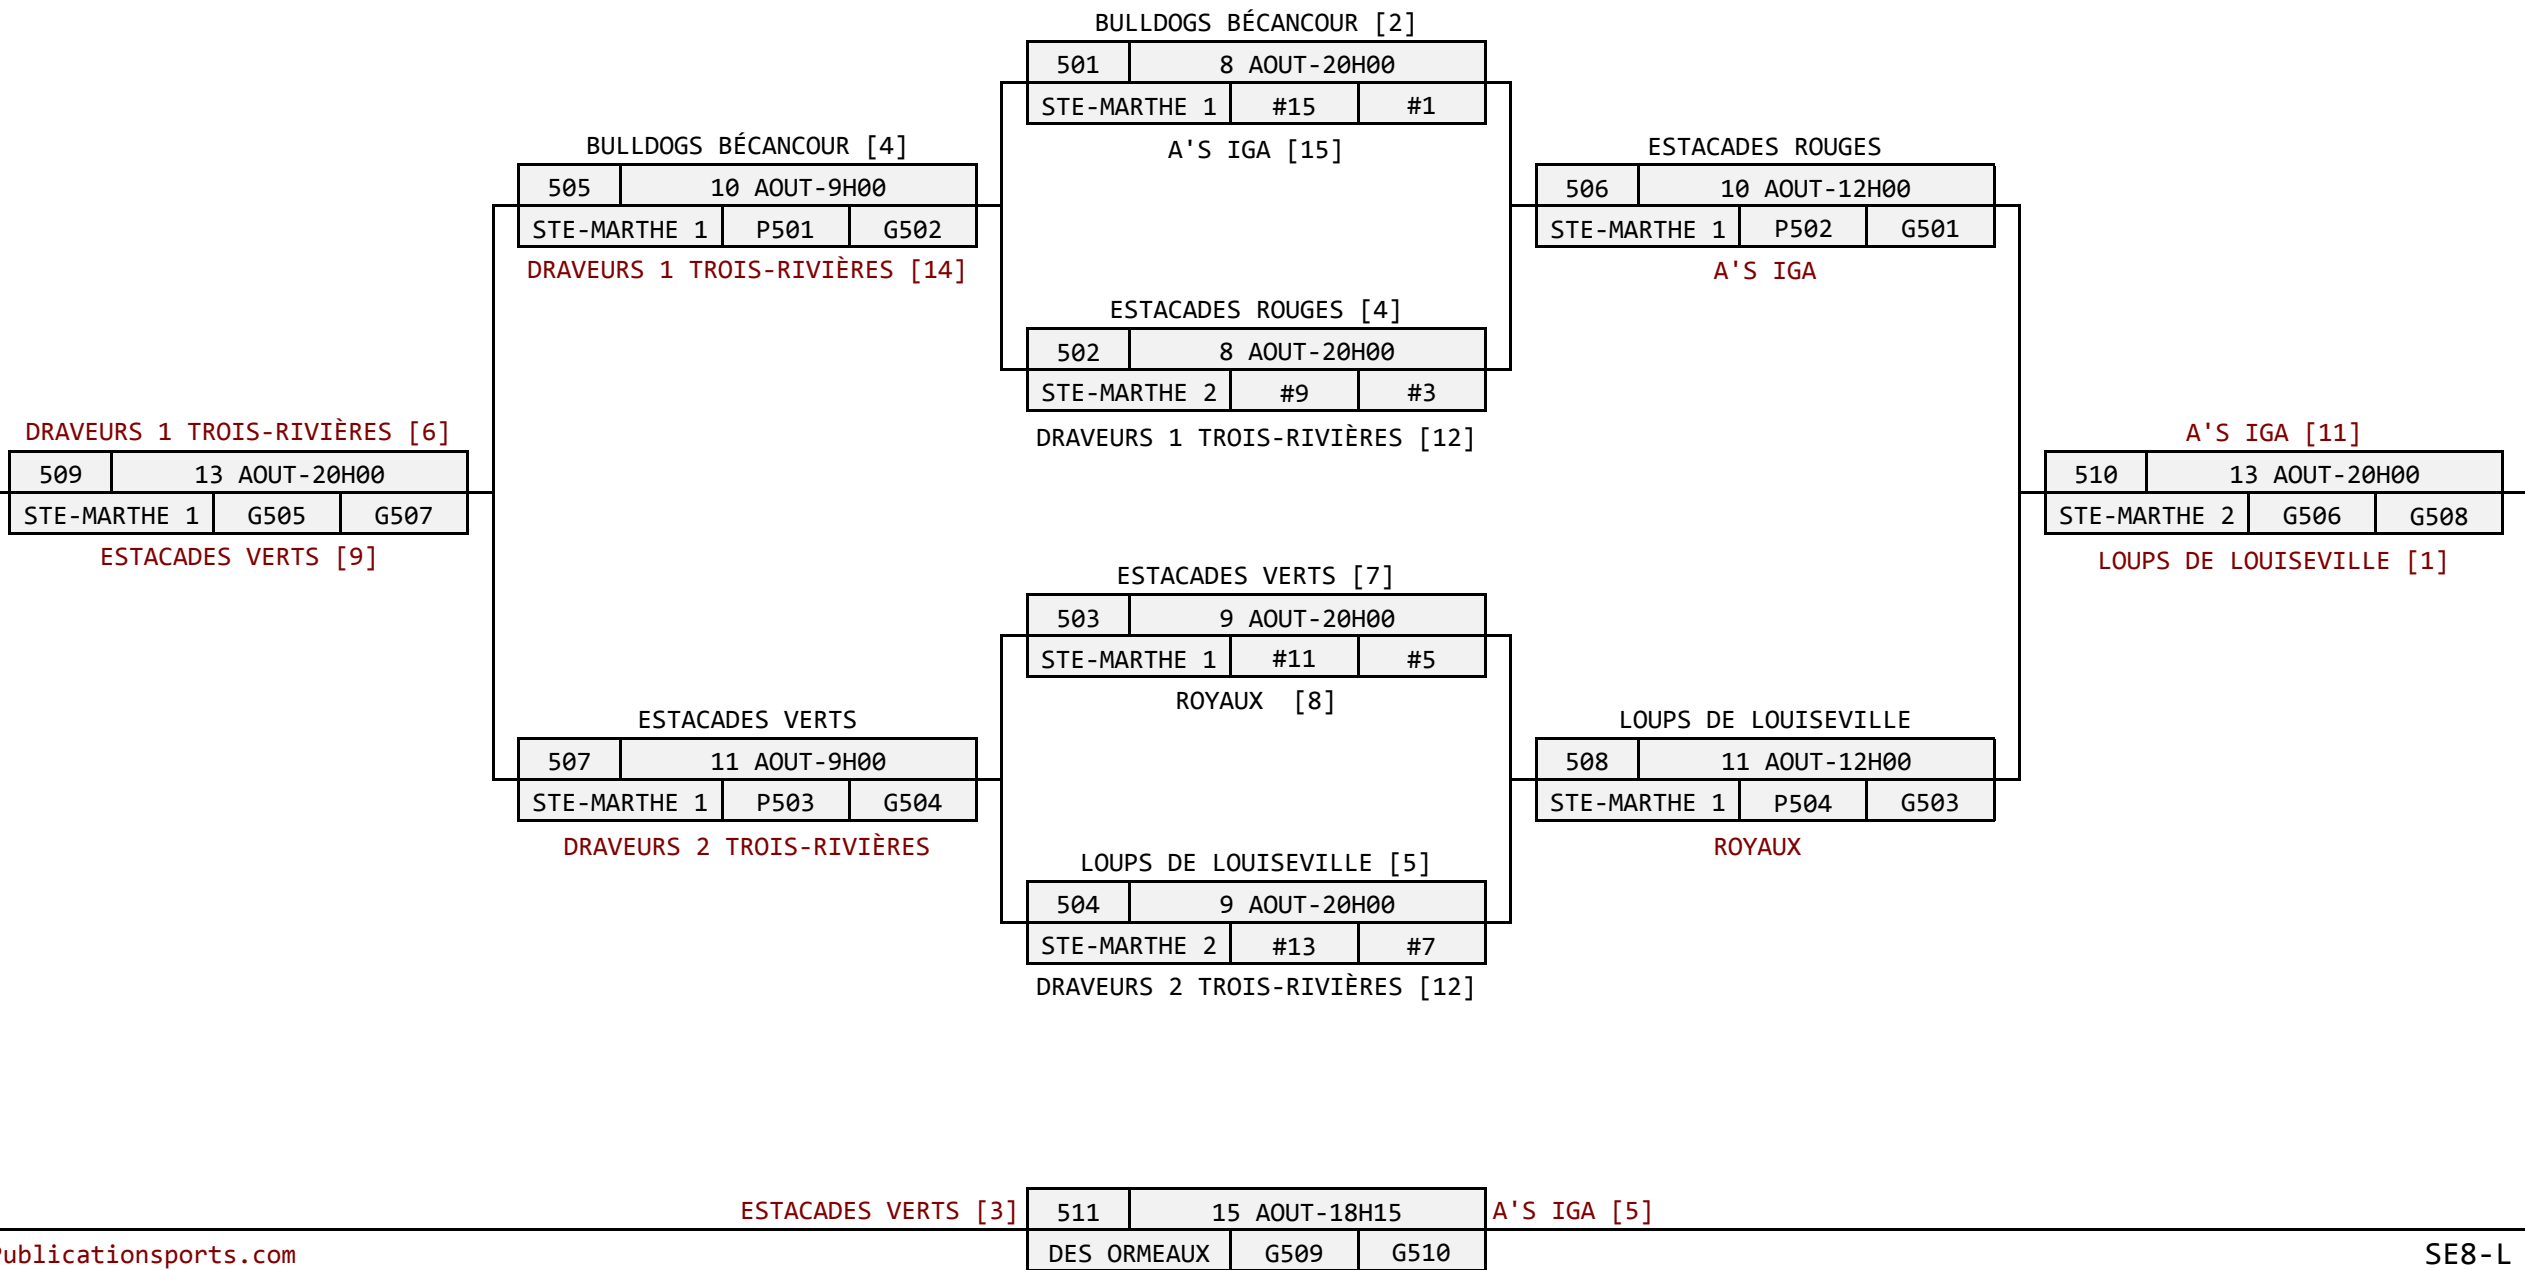 BULLDOGS BÉCANCOUR [2]
501 8 AOUT-20H00
STE-MARTHE 1 #15 #1
A'S IGA [15]
BULLDOGS BÉCANCOUR [4]
505 10 AOUT-9H00
STE-MARTHE 1 P501 G502
DRAVEURS 1 TROIS-RIVIÈRES [14]
ESTACADES ROUGES
506 10 AOUT-12H00
STE-MARTHE 1 P502 G501
A'S IGA
ESTACADES ROUGES [4]
502 8 AOUT-20H00
STE-MARTHE 2 #9 #3
DRAVEURS 1 TROIS-RIVIÈRES [12]
DRAVEURS 1 TROIS-RIVIÈRES [6]
509 13 AOUT-20H00
STE-MARTHE 1 G505 G507
ESTACADES VERTS [9]
A'S IGA [11]
510 13 AOUT-20H00
STE-MARTHE 2 G506 G508
LOUPS DE LOUISEVILLE [1]
ESTACADES VERTS [7]
503 9 AOUT-20H00
STE-MARTHE 1 #11 #5
ROYAUX [8]
ESTACADES VERTS
507 11 AOUT-9H00
STE-MARTHE 1 P503 G504
DRAVEURS 2 TROIS-RIVIÈRES
LOUPS DE LOUISEVILLE
508 11 AOUT-12H00
STE-MARTHE 1 P504 G503
ROYAUX
LOUPS DE LOUISEVILLE [5]
504 9 AOUT-20H00
STE-MARTHE 2 #13 #7
DRAVEURS 2 TROIS-RIVIÈRES [12]
ESTACADES VERTS [3] 511 15 AOUT-18H15 A'S IGA [5]
DES ORMEAUX G509 G510
Publicationsports.com
SE8-L